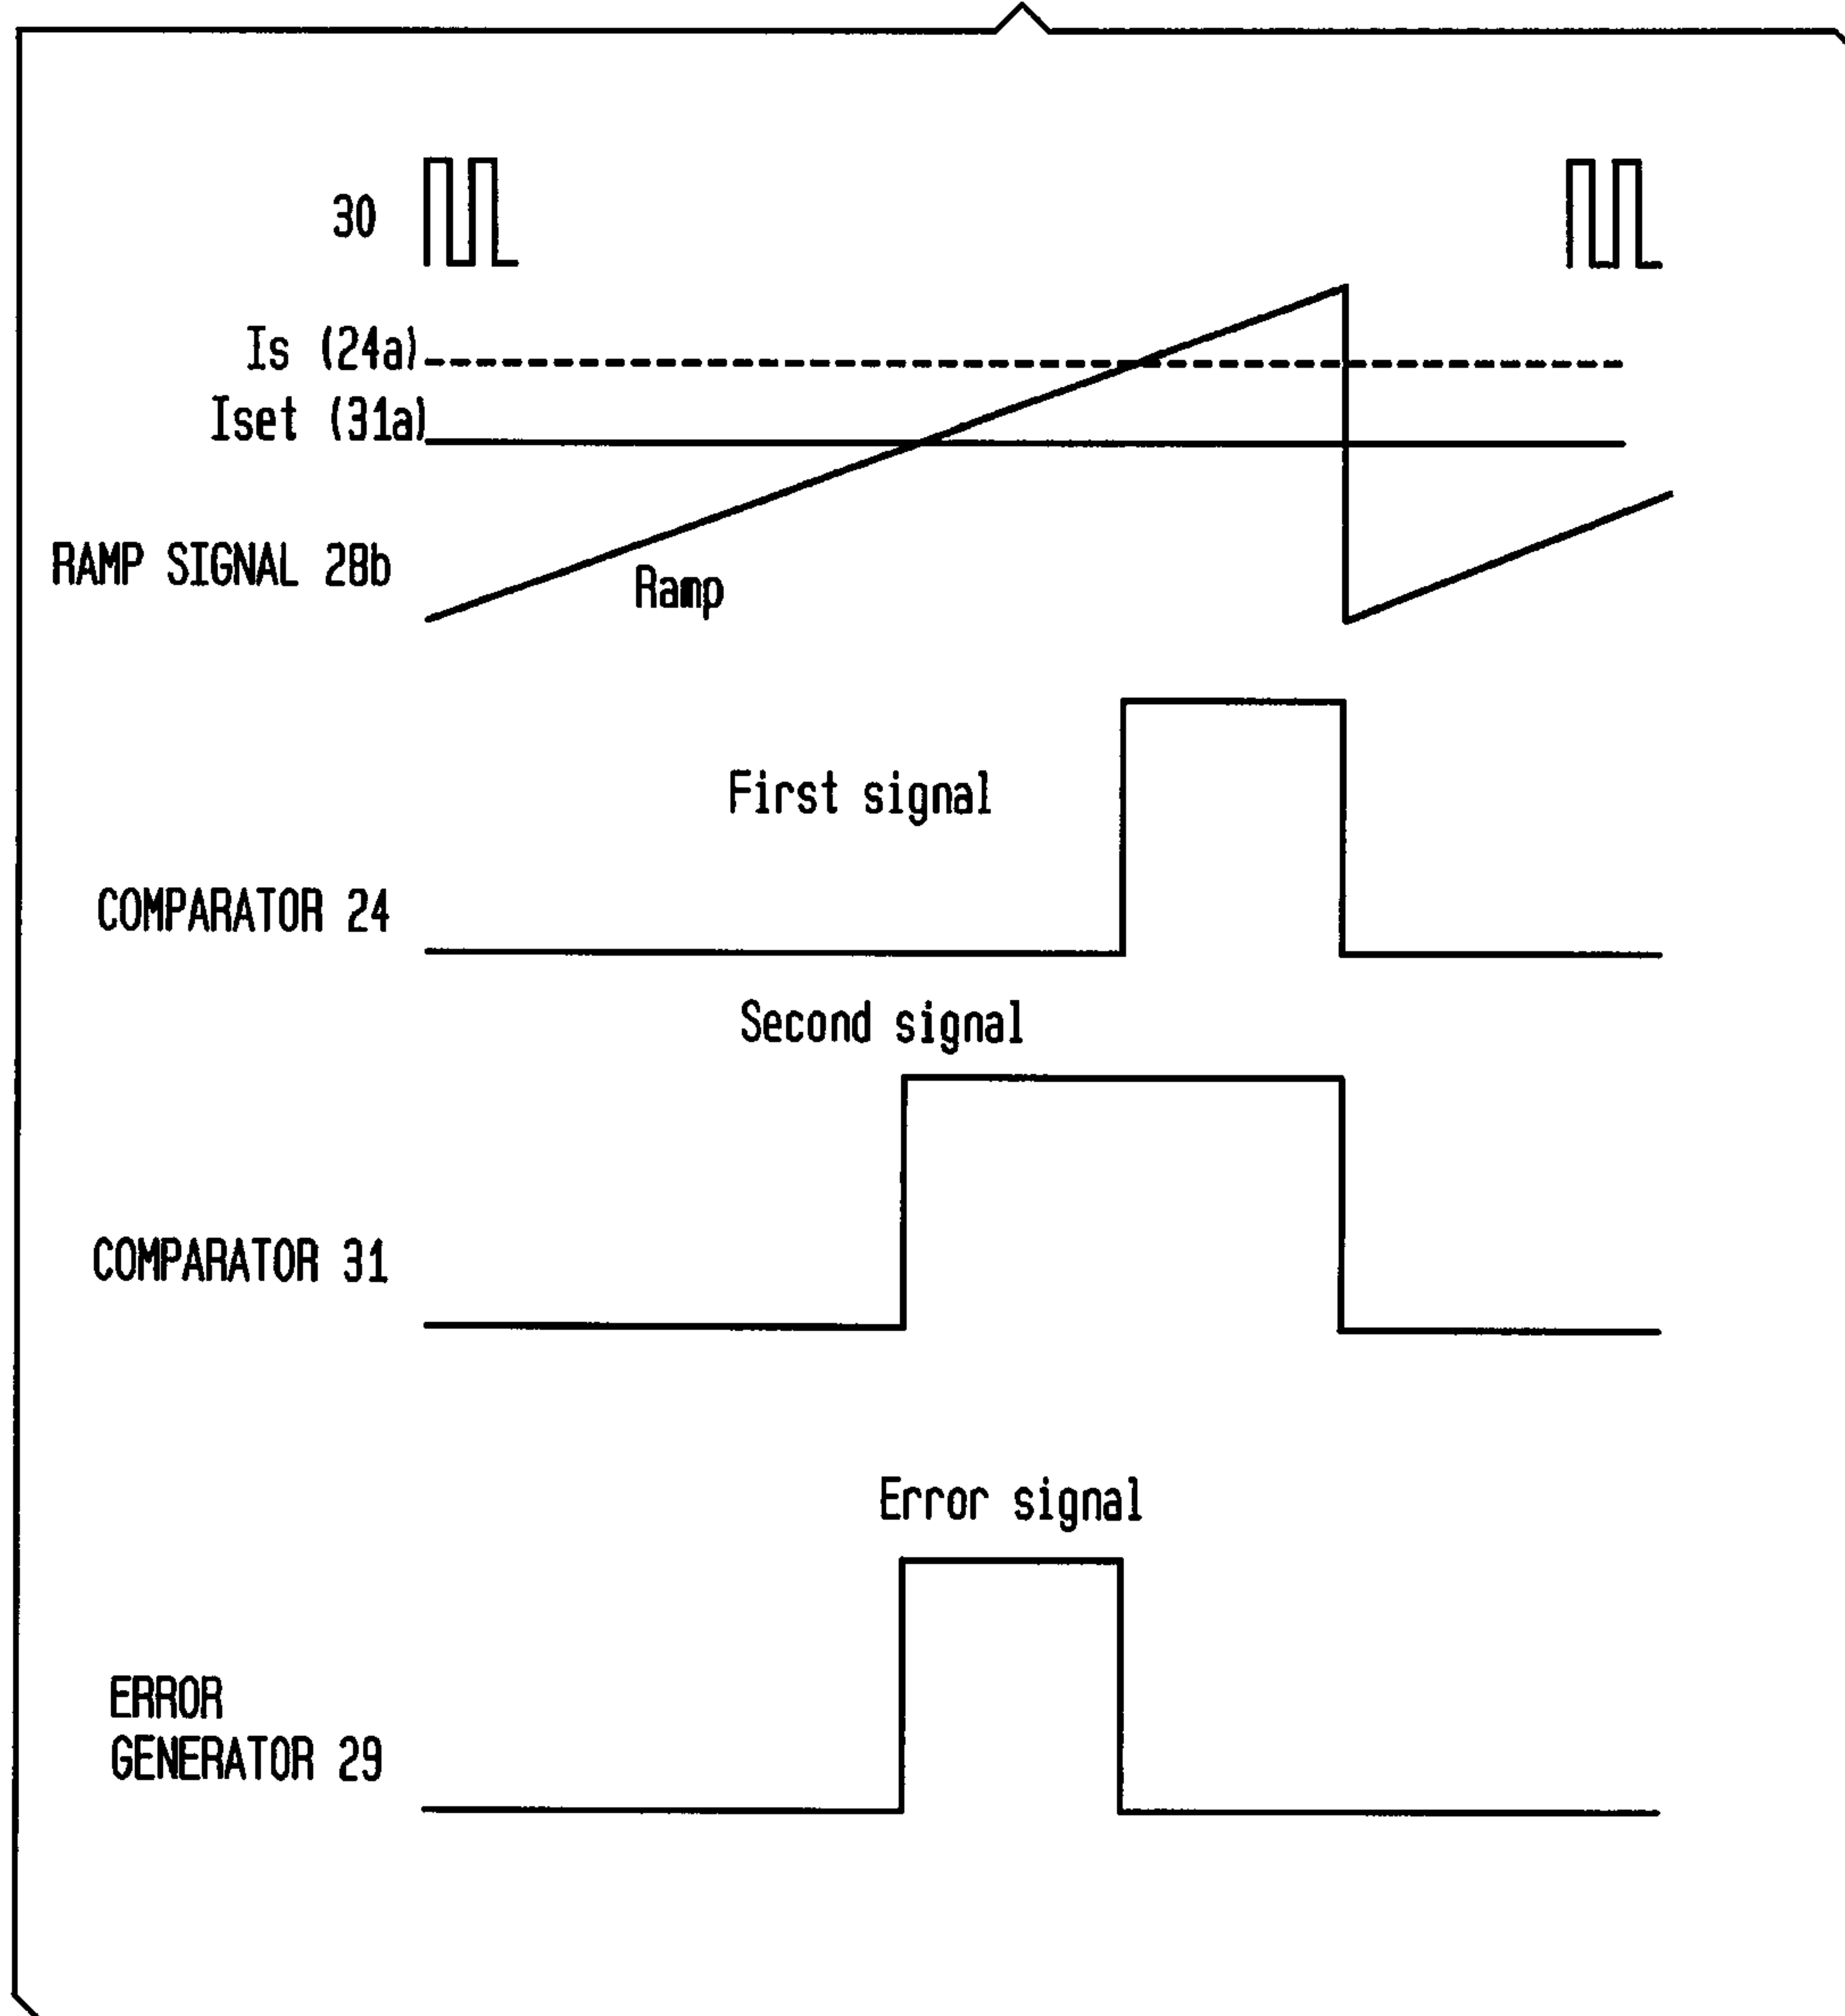 30
Is (24a)
Iset (31a)
RAMP SIGNAL 28b
Ramp
First signal
COMPARATOR 24
Second signal
COMPARATOR 31
Error signal
ERROR
GENERATOR 29